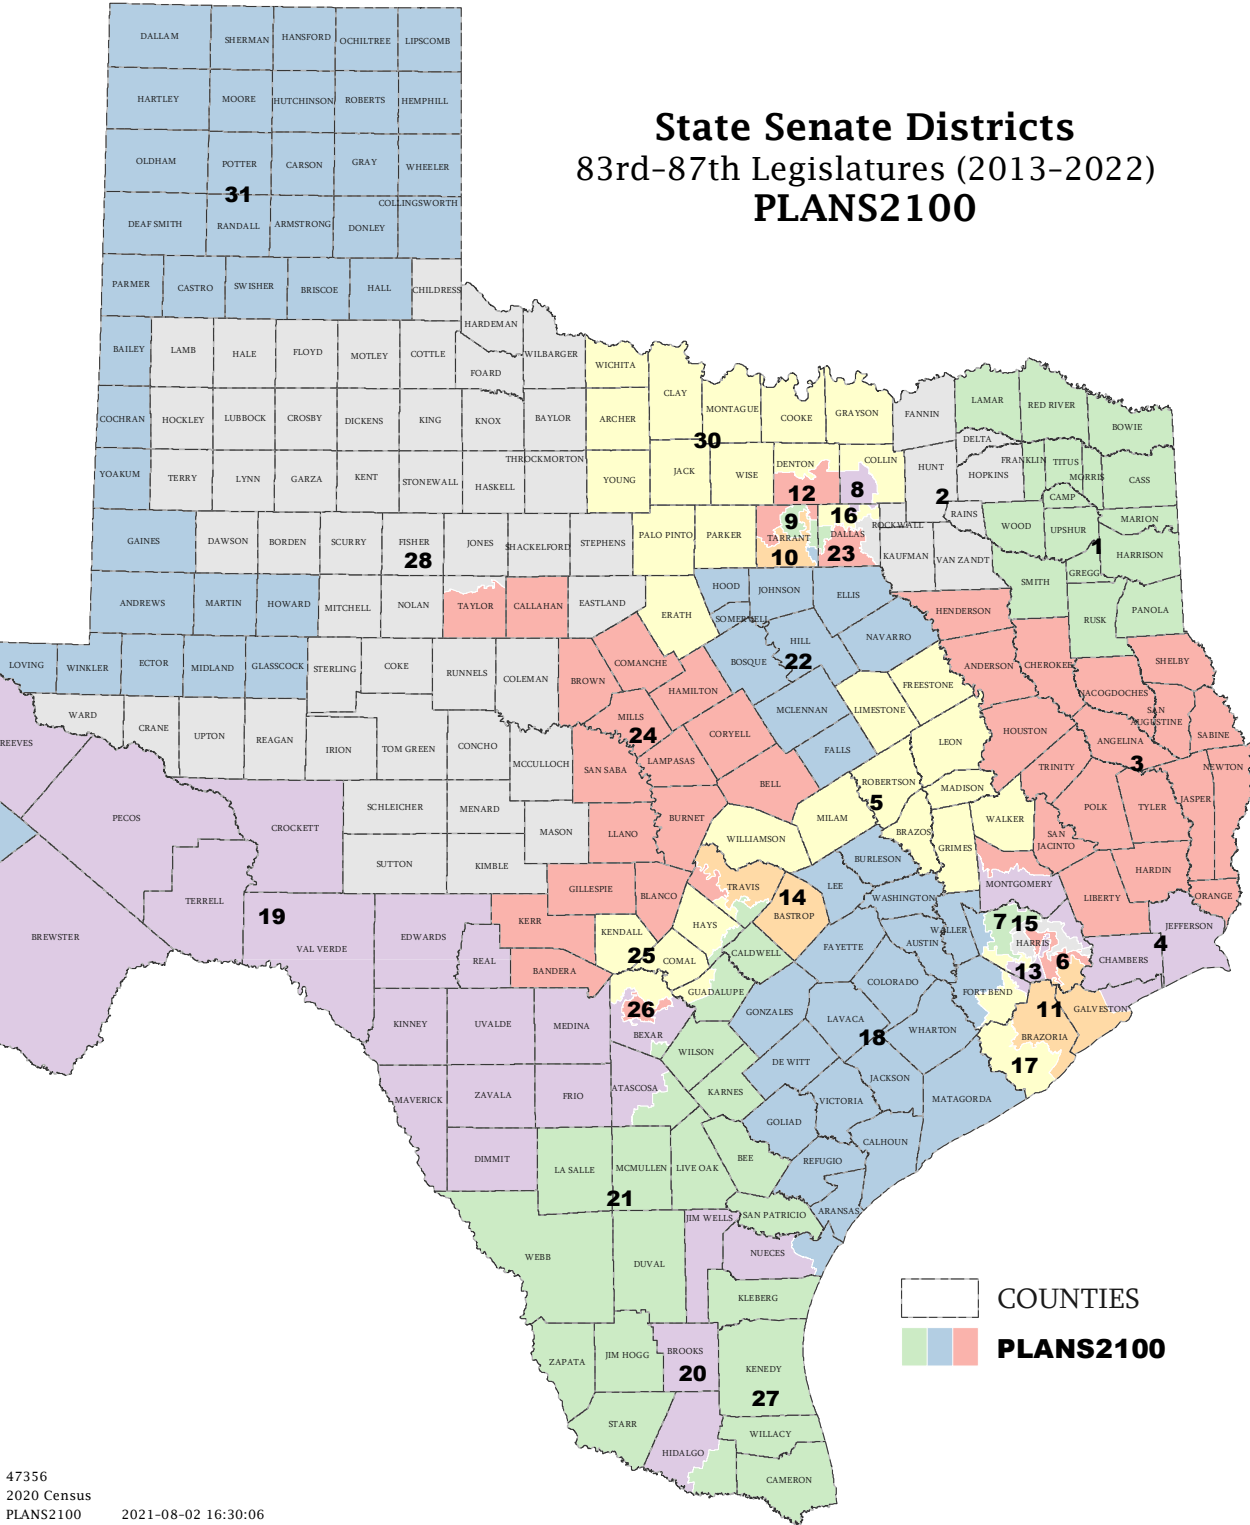 State Senate Districts
83rd-87th Legislatures (2013-2022)
PLANS2100
DALLAM SHERMAN HANSFORD OCHILTREE LIPSCOMB
HARTLEY MOORE HUTCHINSON ROBERTS HEMPHILL
OLDHAM POTTER CARSON GRAY WHEELER
31
COLLINGSWORTH
DEAF SMITH RANDALL ARMSTRONG DONLEY
PARMER CASTRO SWISHER BRISCOE HALL CHILDRESS
HARDEMAN
BAILEY LAMB HALE FLOYD MOTLEY COTTLE FOARD WILBARGER WICHITA
CLAY MONTAGUE COOKE GRAYSON FANNIN LAMAR RED RIVER BOWIE
COCHRAN HOCKLEY LUBBOCK CROSBY DICKENS KING KNOX BAYLOR ARCHER
30
DELTA
THROCKMORTON
YOAKUM TERRY LYNN GARZA KENT STONEWALL HASKELL YOUNG JACK WISE DENTON COLLIN HUNT HOPKINS FRANKLIN TITUS MORRIS CASS
12 8 2
CAMP
9 16
RAINS WOOD UPSHUR MARION
GAINES DAWSON BORDEN SCURRY FISHER JONES SHACKELFORD STEPHENS PALO PINTO PARKER TARRANT DALLAS ROCKWALL
28 10 23 1
KAUFMAN VAN ZANDT HARRISON
GREGG
SMITH
ANDREWS MARTIN HOWARD MITCHELL NOLAN TAYLOR CALLAHAN EASTLAND ERATH HOOD JOHNSON ELLIS HENDERSON RUSK PANOLA
SOMERVELL
LOVING WINKLER ECTOR MIDLAND GLASSCOCK STERLING COKE RUNNELS COLEMAN BROWN COMANCHE BOSQUE HILL NAVARRO ANDERSON CHEROKEE SHELBY
22
HAMILTON FREESTONE NACOGDOCHES
WARD CRANE UPTON REAGAN IRION TOM GREEN CONCHO MCCULLOCH MILLS MCLENNAN LIMESTONE SAN AUGUSTINE SABINE
24
REEVES CORYELL FALLS LEON HOUSTON ANGELINA
3
SAN SABA LAMPASAS BELL ROBERTSON MADISON TRINITY NEWTON
5
PECOS CROCKETT SCHLEICHER MENARD MASON LLANO BURNET MILAM BRAZOS WALKER POLK TYLER JASPER
WILLIAMSON GRIMES SAN JACINTO
SUTTON KIMBLE BURLESON HARDIN
GILLESPIE BLANCO TRAVIS LEE MONTGOMERY LIBERTY ORANGE
14
TERRELL WASHINGTON
19
KERR BASTROP 7 15 JEFFERSON
BREWSTER VAL VERDE EDWARDS KENDALL HAYS WALLER HARRIS
REAL 25 COMAL CALDWELL FAYETTE AUSTIN 4
CHAMBERS
BANDERA 13 6
GUADALUPE COLORADO FORT BEND
26 11
KINNEY UVALDE MEDINA BEXAR GONZALES LAVACA WHARTON BRAZORIA GALVESTON
18
WILSON DE WITT 17
MAVERICK ZAVALA FRIO ATASCOSA KARNES JACKSON
VICTORIA MATAGORDA
GOLIAD
CALHOUN
DIMMIT LA SALLE MCMULLEN LIVE OAK BEE REFUGIO
21
JIM WELLS SAN PATRICIO ARANSAS
WEBB DUVAL NUECES
KLEBERG
ZAPATA JIM HOGG BROOKS KENEDY
20
27
STARR WILLACY
HIDALGO CAMERON
COUNTIES
PLANS2100
47356
2020 Census
PLANS2100 2021-08-02 16:30:06